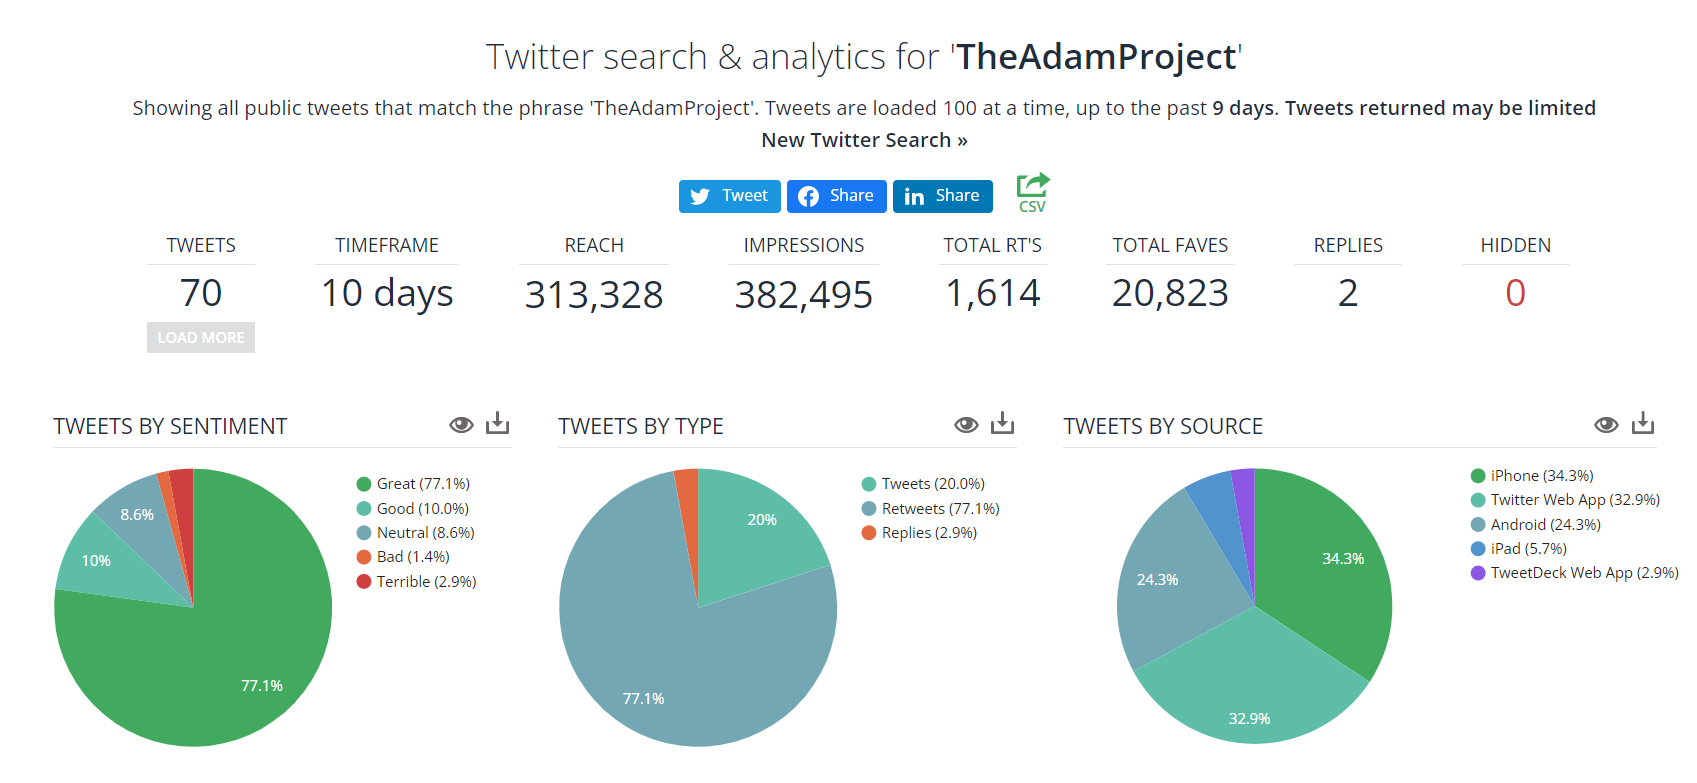 Twitter search & analytics for 'TheAdamProject'
Showing all public tweets that match the phrase 'TheAdamProject'. Tweets are loaded 100 at a time, up to the past 9 days. Tweets returned may be limited
New Twitter Search »
Tweet
Share
Share
CSV
TWEETS
TIMEFRAME
REACH
IMPRESSIONS
TOTAL RT'S
TOTAL FAVES
REPLIES
HIDDEN
70
10 days
313,328
382,495
1,614
20,823
2
0
LOAD MORE
TWEETS BY SENTIMENT
8.6%
10%
77.1%
Great (77.1%)
Good (10.0%)
Neutral (8.6%)
Bad (1.4%)
Terrible (2.9%)
TWEETS BY TYPE
20%
77.1%
Tweets (20.0%)
Retweets (77.1%)
Replies (2.9%)
TWEETS BY SOURCE
34.3%
24.3%
32.9%
iPhone (34.3%)
Twitter Web App (32.9%)
Android (24.3%)
iPad (5.7%)
TweetDeck Web App (2.9%)